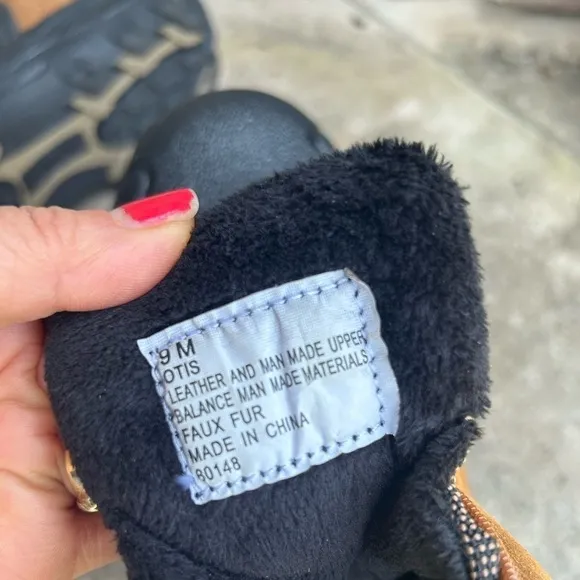 9 M
OTIS
LEATHER AND MAN MADE UPPER
BALANCE MAN MADE MATERIALS
FAUX FUR
MADE IN CHINA
80148